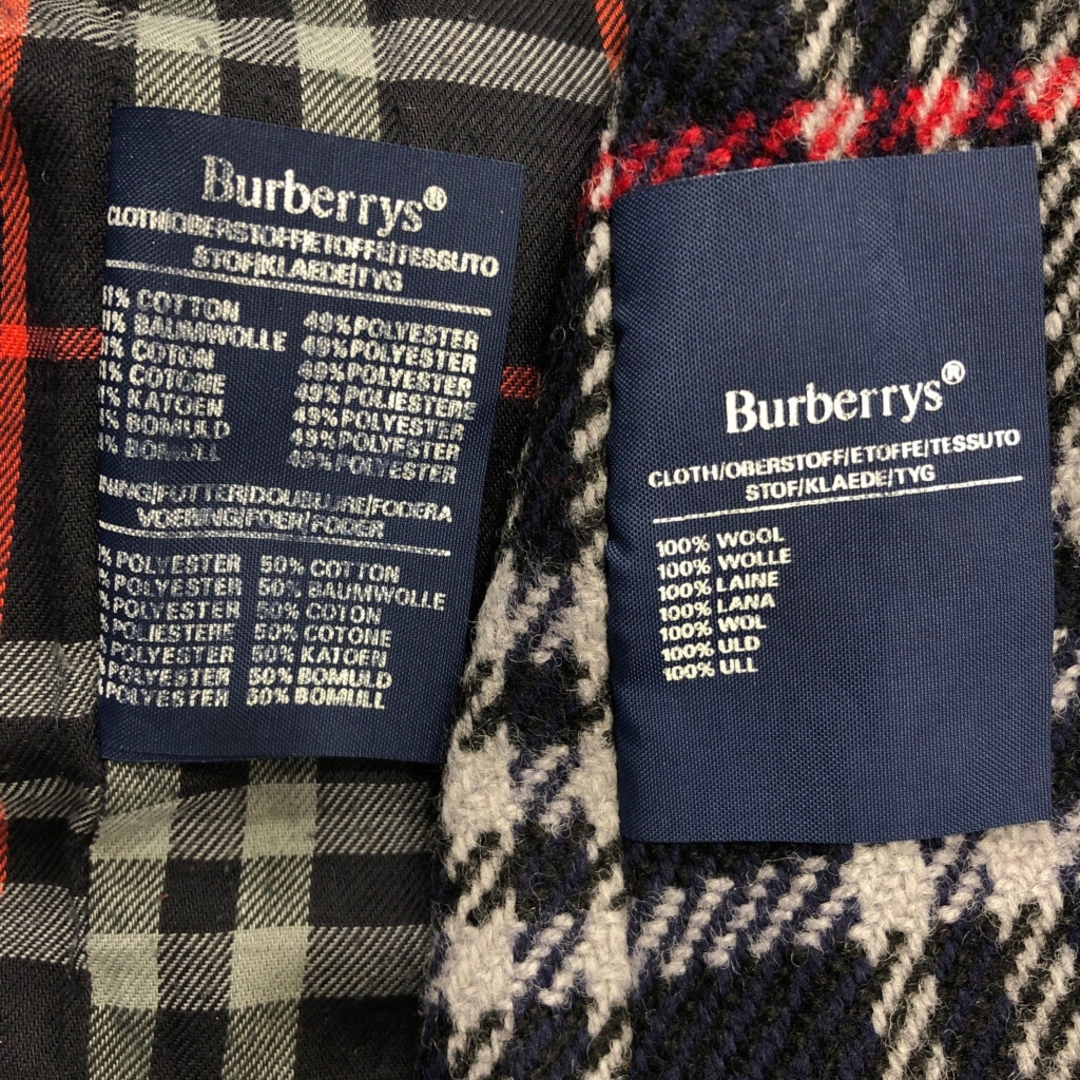 Burberrys®
CLOTH/OBERSTOFF/ETOFFE/TESSUTO
STOF/KLAEDE/TYG
1% COTTON 49% POLYESTER
1% BAUMWOLLE 49% POLYESTER
1% COTON 49% POLYESTER
1% COTONE 49% POLIESTERE
1% KATOEN 49% POLYESTER
1% BOMULD 49% POLYESTER
1% BOMULL 49% POLYESTER
NING/FUTTER/DOUBLURE/FODERA
VOERING/FOER/FODER
% POLYESTER 50% COTTON
% POLYESTER 50% BAUMWOLLE
% POLYESTER 50% COTON
POLIESTERE 50% COTONE
POLYESTER 50% KATOEN
POLYESTER 50% BOMULD
POLYESTER 50% BOMULL
Burberrys®
CLOTH/OBERSTOFF/ETOFFE/TESSUTO
STOF/KLAEDE/TYG
100% WOOL
100% WOLLE
100% LAINE
100% LANA
100% WOL
100% ULD
100% ULL